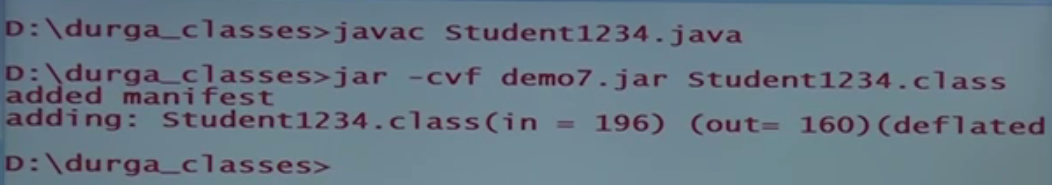 D:\durga_classes>javac Student1234.java
D:\durga_classes>jar -cvf demo7.jar Student1234.class
added manifest
adding: Student1234.class(in = 196) (out= 160)(deflated
D:\durga_classes>